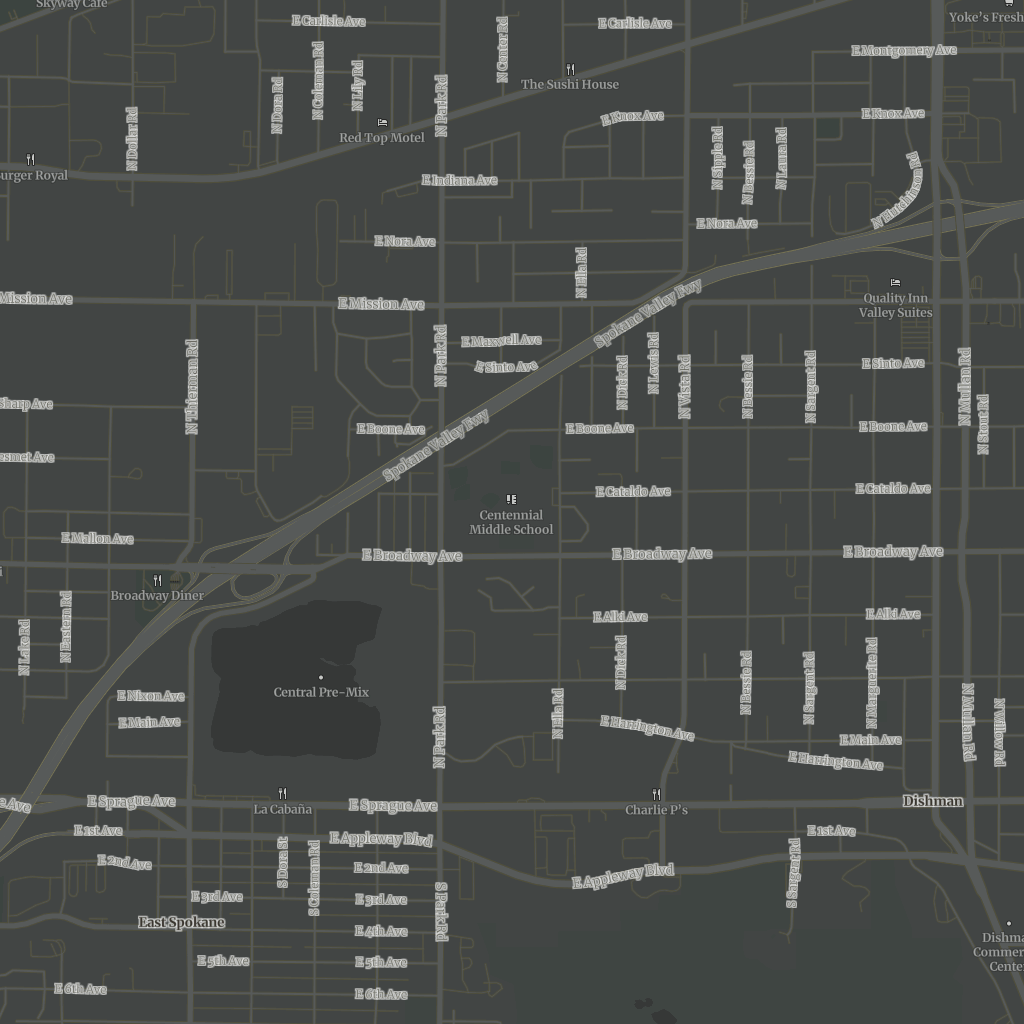 Skyway Cafe
E Carlisle Ave
E Carlisle Ave
Yoke's Fresh
N Center Rd
E Montgomery Ave
N Coleman Rd
N Lily Rd
The Sushi House
N Dora Rd
N Park Rd
N Dollar Rd
E Knox Ave
E Knox Ave
Red Top Motel
N Sipple Rd
N Bessie Rd
N Laura Rd
Burger Royal
E Indiana Ave
N Hutchinson Rd
E Nora Ave
E Nora Ave
N Ella Rd
Quality Inn
Valley Suites
Mission Ave
E Mission Ave
Spokane Valley Fwy
E Maxwell Ave
E Sinto Ave
E Sinto Ave
N Park Rd
N Thierman Rd
N Dick Rd
N Lewis Rd
N Vista Rd
N Bessie Rd
N Sargent Rd
N Mullan Rd
N Stout Rd
Sharp Ave
E Boone Ave
E Boone Ave
E Boone Ave
Spokane Valley Fwy
esmet Ave
E Cataldo Ave
E Cataldo Ave
Centennial
Middle School
E Mallon Ave
E Broadway Ave
E Broadway Ave
E Broadway Ave
Broadway Diner
N Eastern Rd
N Lake Rd
E Alki Ave
E Alki Ave
N Dick Rd
N Bessie Rd
N Sargent Rd
N Marguerite Rd
Central Pre-Mix
E Nixon Ave
E Main Ave
N Park Rd
N Ella Rd
E Harrington Ave
E Main Ave
E Harrington Ave
N Mullan Rd
N Willow Rd
e Ave
E Sprague Ave
La Cabaña
E Sprague Ave
Charlie P's
Dishman
E 1st Ave
E Appleway Blvd
E 1st Ave
E 2nd Ave
S Dora St
S Coleman Rd
E 2nd Ave
E Appleway Blvd
S Sargent Rd
E 3rd Ave
E 3rd Ave
S Park Rd
East Spokane
E 4th Ave
Dishma
Commer
Cente
E 5th Ave
E 5th Ave
E 6th Ave
E 6th Ave